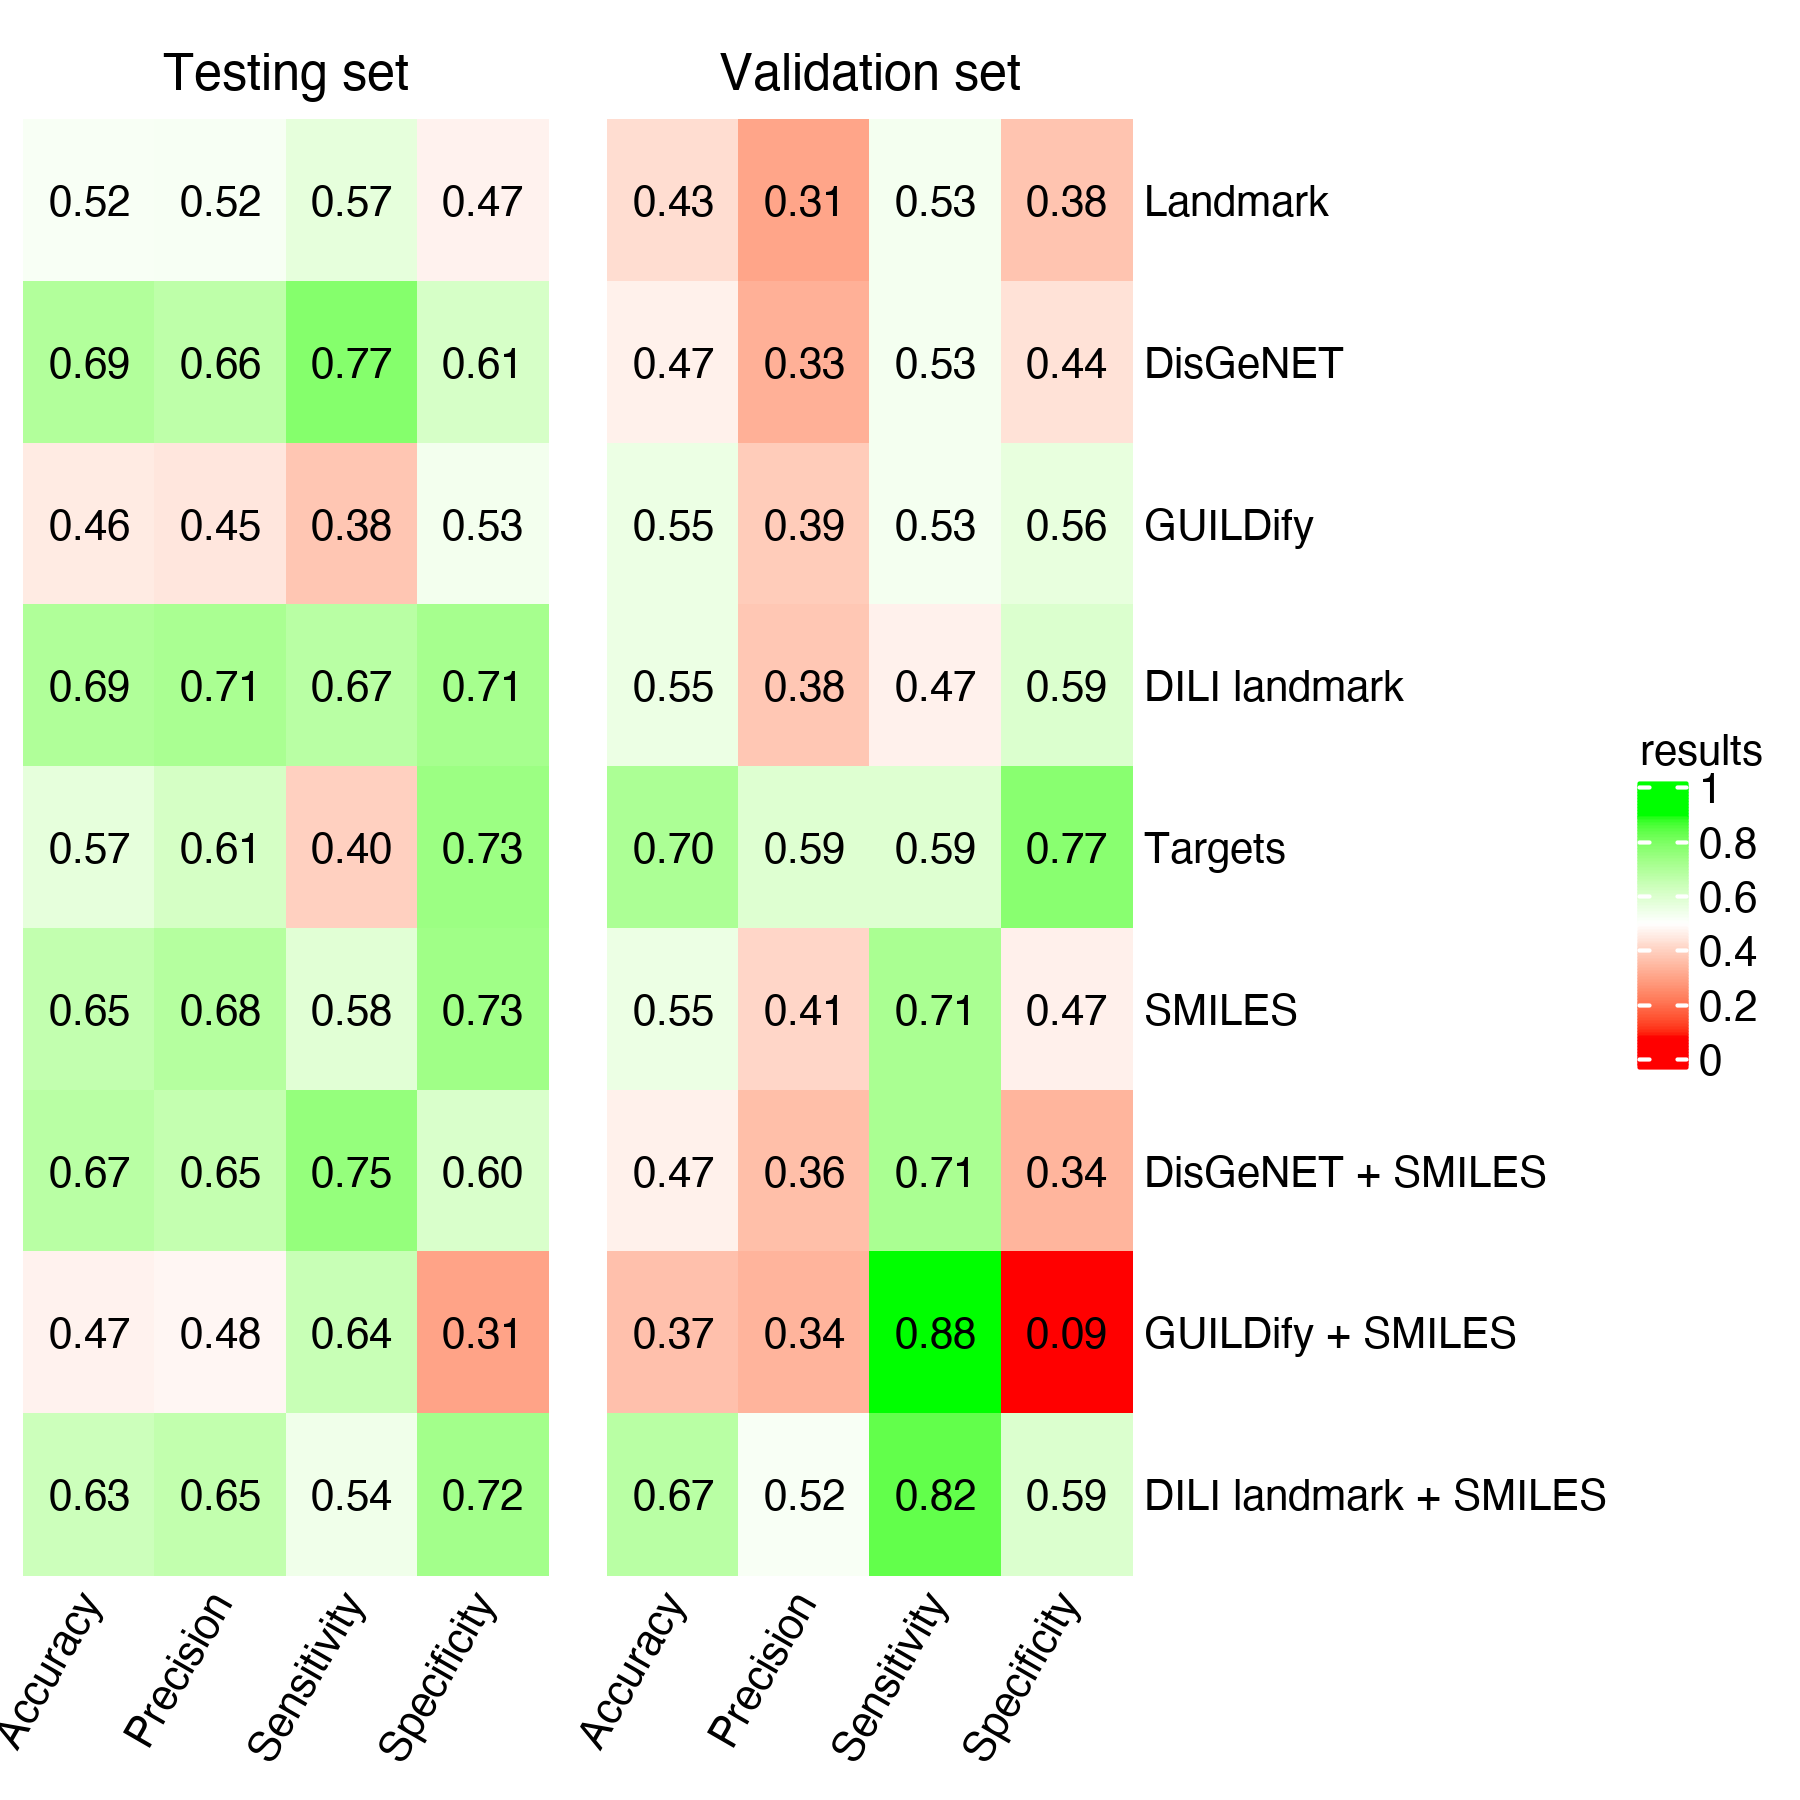 Testing set Validation set
0.52 0.52 0.57 0.47 0.43 0.31 0.53 0.38 Landmark
0.69 0.66 0.77 0.61 0.47 0.33 0.53 0.44 DisGeNET
0.46 0.45 0.38 0.53 0.55 0.39 0.53 0.56 GUILDify
0.69 0.71 0.67 0.71 0.55 0.38 0.47 0.59 DILI landmark
0.57 0.61 0.40 0.73 0.70 0.59 0.59 0.77 Targets
0.65 0.68 0.58 0.73 0.55 0.41 0.71 0.47 SMILES
0.67 0.65 0.75 0.60 0.47 0.36 0.71 0.34 DisGeNET + SMILES
0.47 0.48 0.64 0.31 0.37 0.34 0.88 0.09 GUILDify + SMILES
0.63 0.65 0.54 0.72 0.67 0.52 0.82 0.59 DILI landmark + SMILES
Accuracy Precision Sensitivity Specificity Accuracy Precision Sensitivity Specificity
results
1
0.8
0.6
0.4
0.2
0